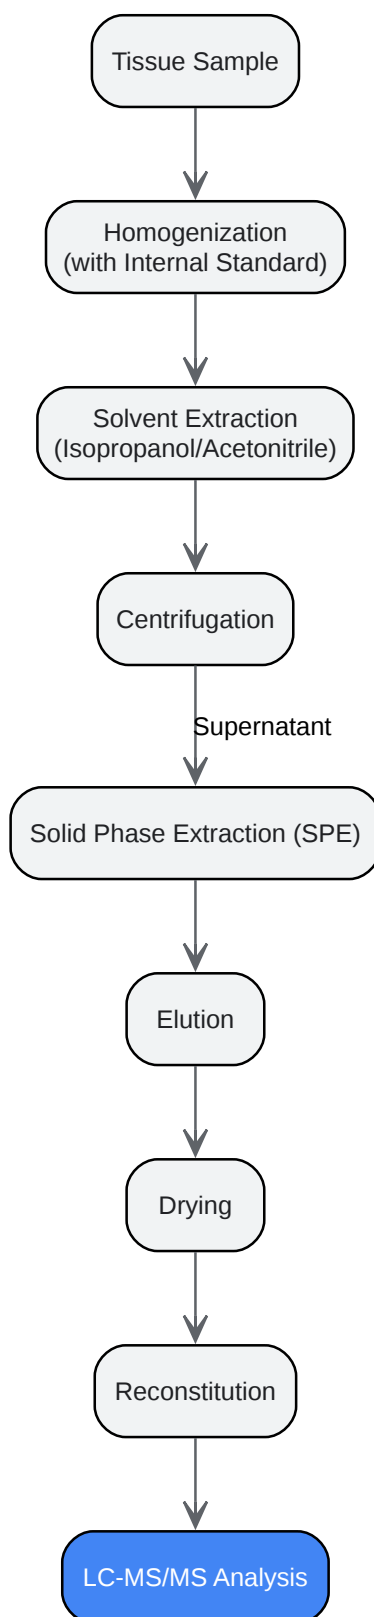 Tissue Sample
Homogenization
(with Internal Standard)
Solvent Extraction
(Isopropanol/Acetonitrile)
Centrifugation
Supernatant
Solid Phase Extraction (SPE)
Elution
Drying
Reconstitution
LC-MS/MS Analysis